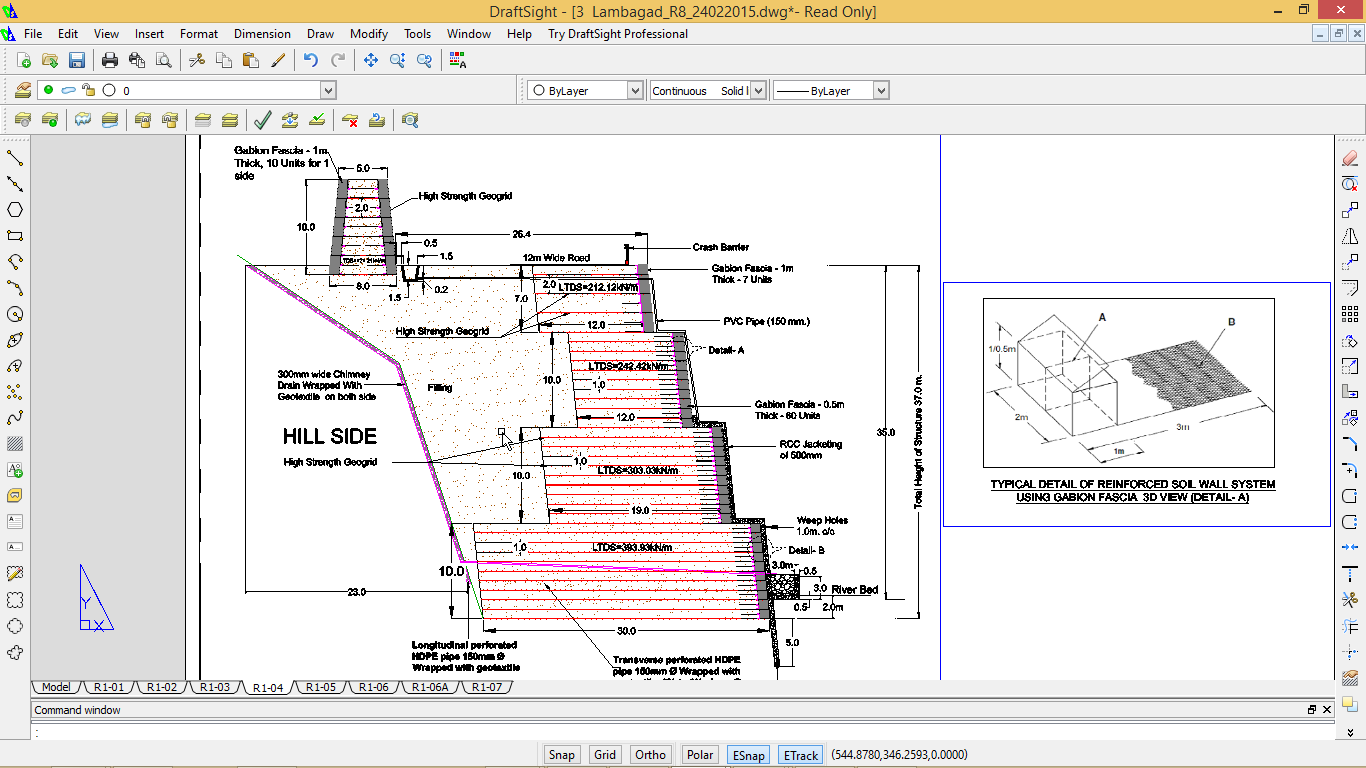 DraftSight - [3 Lambagad_R8_24022015.dwg*- Read Only]
File Edit View Insert Format Dimension Draw Modify Tools Window Help Try DraftSight Professional
0
ByLayer
Continuous Solid l
ByLayer
Gabion Fascia - 1m
Thick, 10 Units for 1
side
5.0
High Strength Geogrid
2.0
10.0
26.4
0.5
1.5
12m Wide Road
Crash Barrier
8.0
1.5
0.2
7.0
2.0
LTDS=212.12kN/m
Gabion Fascia - 1m
Thick - 7 Units
High Strength Geogrid
12.0
PVC Pipe (150 mm.)
Detail- A
LTDS=242.42kN/m
10.0
1.0
300mm wide Chimney
Drain Wrapped With
Geotextile on both side
Filling
12.0
Gabion Fascia - 0.5m
Thick - 60 Units
HILL SIDE
High Strength Geogrid
RCC Jacketing
of 500mm
1.0
LTDS=303.03kN/m
10.0
19.0
Weep Holes
1.0m. c/c
1.0
LTDS=393.93kN/m
Detail- B
10.0
3.0m
0.5
3.0
River Bed
0.5
2.0m
23.0
30.0
5.0
35.0
Total Height of Structure 37.0 m.
Longitudinal perforated
HDPE pipe 150mm Ø
Wrapped with geotextile
Transverse perforated HDPE
pipe 150mm Ø Wrapped with
A
B
1/0.5m
2m
3m
1m
TYPICAL DETAIL OF REINFORCED SOIL WALL SYSTEM
USING GABION FASCIA 3D VIEW (DETAIL- A)
Y
X
Model R1-01 R1-02 R1-03 R1-04 R1-05 R1-06 R1-06A R1-07
Command window
:
Snap Grid Ortho Polar ESnap ETrack (544.8780,346.2593,0.0000)